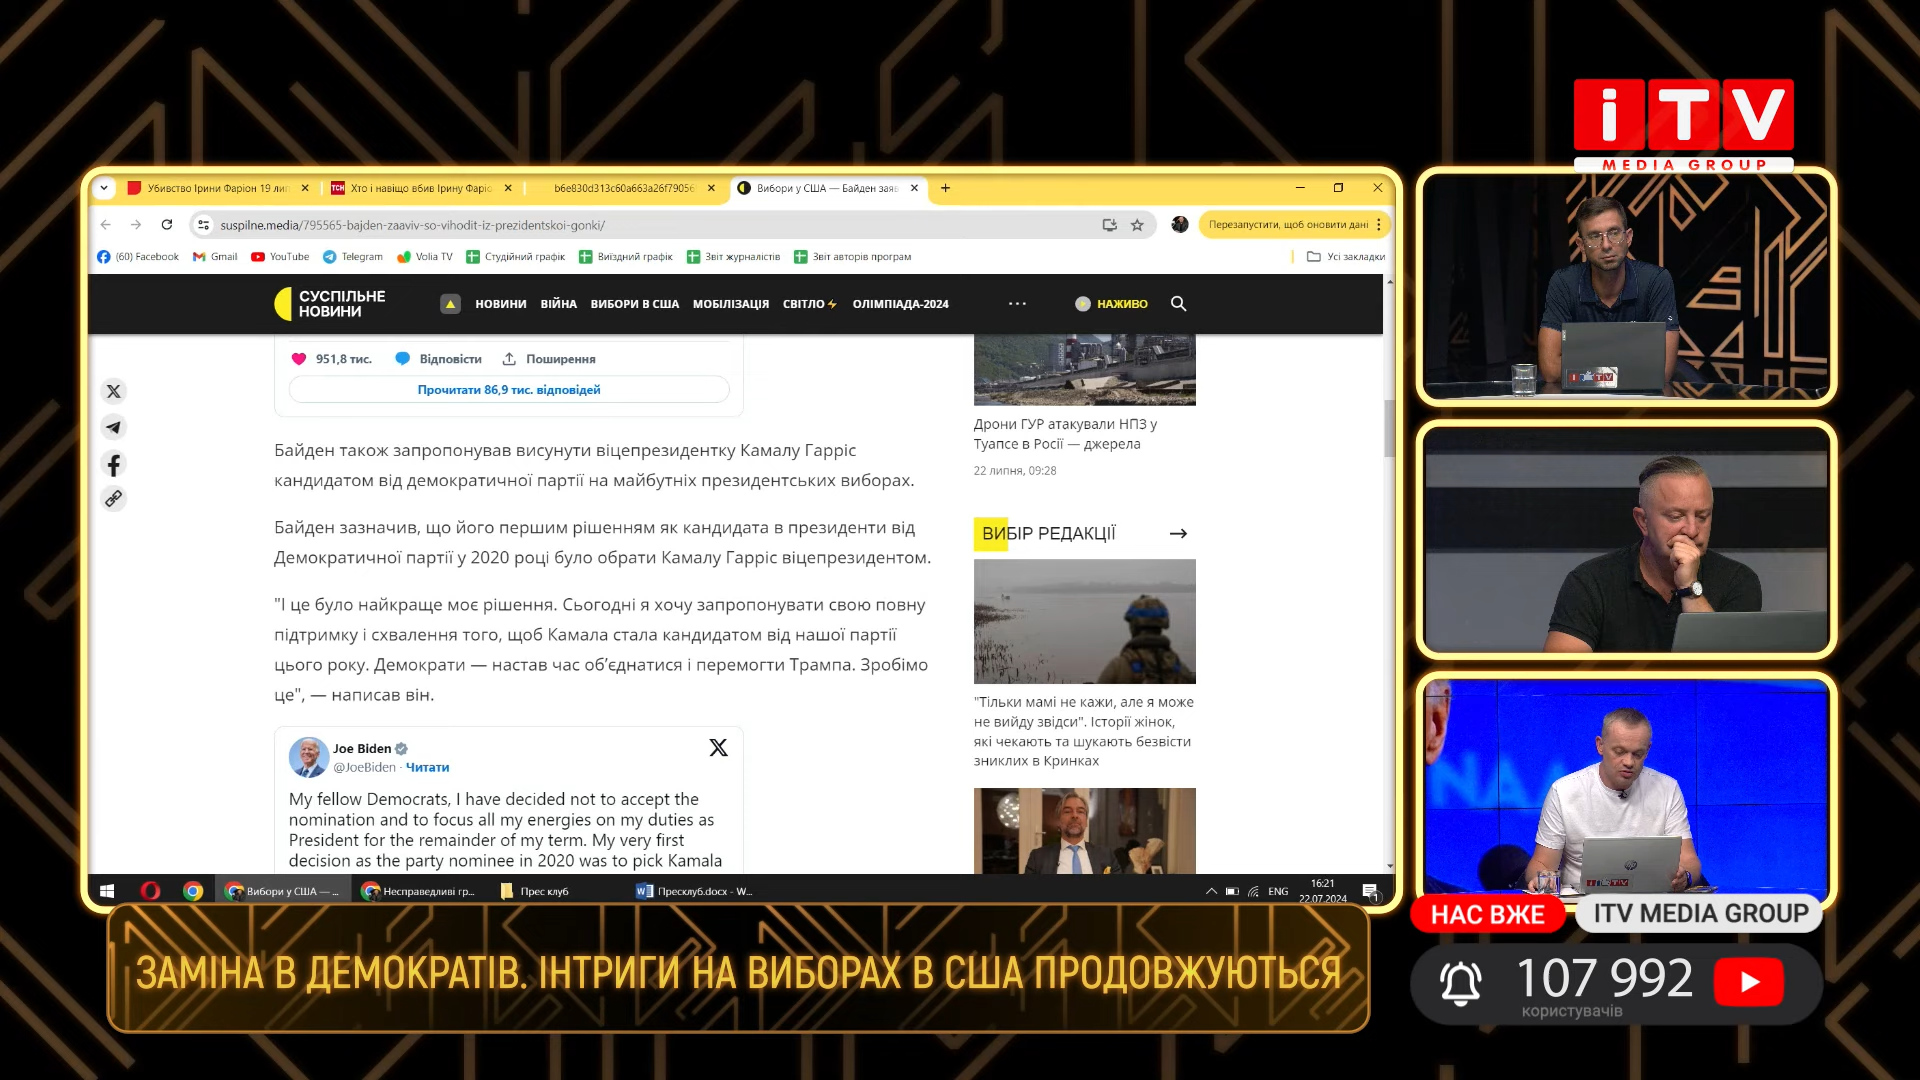 iTV
MEDIA GROUP
Убивство Ірини Фаріон 19 лип
Хто і навіщо вбив Ірину Фаріо
b6e830d313c60a663a26f79056
Вибори у США — Байден заяв
suspilne.media/795565-bajden-zaaviv-so-vihodit-iz-prezidentskoi-gonki/
Перезапустити, щоб оновити дані
(60) Facebook
Gmail
YouTube
Telegram
Volia TV
Студійний графік
Виїздний графік
Звіт журналістів
Звіт авторів програм
Усі закладки
СУСПІЛЬНЕ
НОВИНИ
НОВИНИ
ВІЙНА
ВИБОРИ В США
МОБІЛІЗАЦІЯ
СВІТЛО⚡
ОЛІМПІАДА-2024
...
НАЖИВО
951,8 тис.
Відповісти
Поширення
Прочитати 86,9 тис. відповідей
Байден також запропонував висунути віцепрезидентку Камалу Гарріс
кандидатом від демократичної партії на майбутніх президентських виборах.
Байден зазначив, що його першим рішенням як кандидата в президенти від
Демократичної партії у 2020 році було обрати Камалу Гарріс віцепрезидентом.
"І це було найкраще моє рішення. Сьогодні я хочу запропонувати свою повну
підтримку і схвалення того, щоб Камала стала кандидатом від нашої партії
цього року. Демократи — настав час об’єднатися і перемогти Трампа. Зробімо
це", — написав він.
Joe Biden
@JoeBiden · Читати
My fellow Democrats, I have decided not to accept the
nomination and to focus all my energies on my duties as
President for the remainder of my term. My very first
decision as the party nominee in 2020 was to pick Kamala
Дрони ГУР атакували НПЗ у
Туапсе в Росії — джерела
22 липня, 09:28
ВИБІР РЕДАКЦІЇ →
"Тільки мамі не кажи, але я може
не вийду звідси". Історії жінок,
які чекають та шукають безвісти
зниклих в Кринках
Вибори у США — ...
Несправедливі гр...
Прес клуб
Пресклуб.docx - W...
ENG
16:21
22.07.2024
1
ЗАМІНА В ДЕМОКРАТІВ. ІНТРИГИ НА ВИБОРАХ В США ПРОДОВЖУЮТЬСЯ
НАС ВЖЕ
ITV MEDIA GROUP
107 992
користувачів